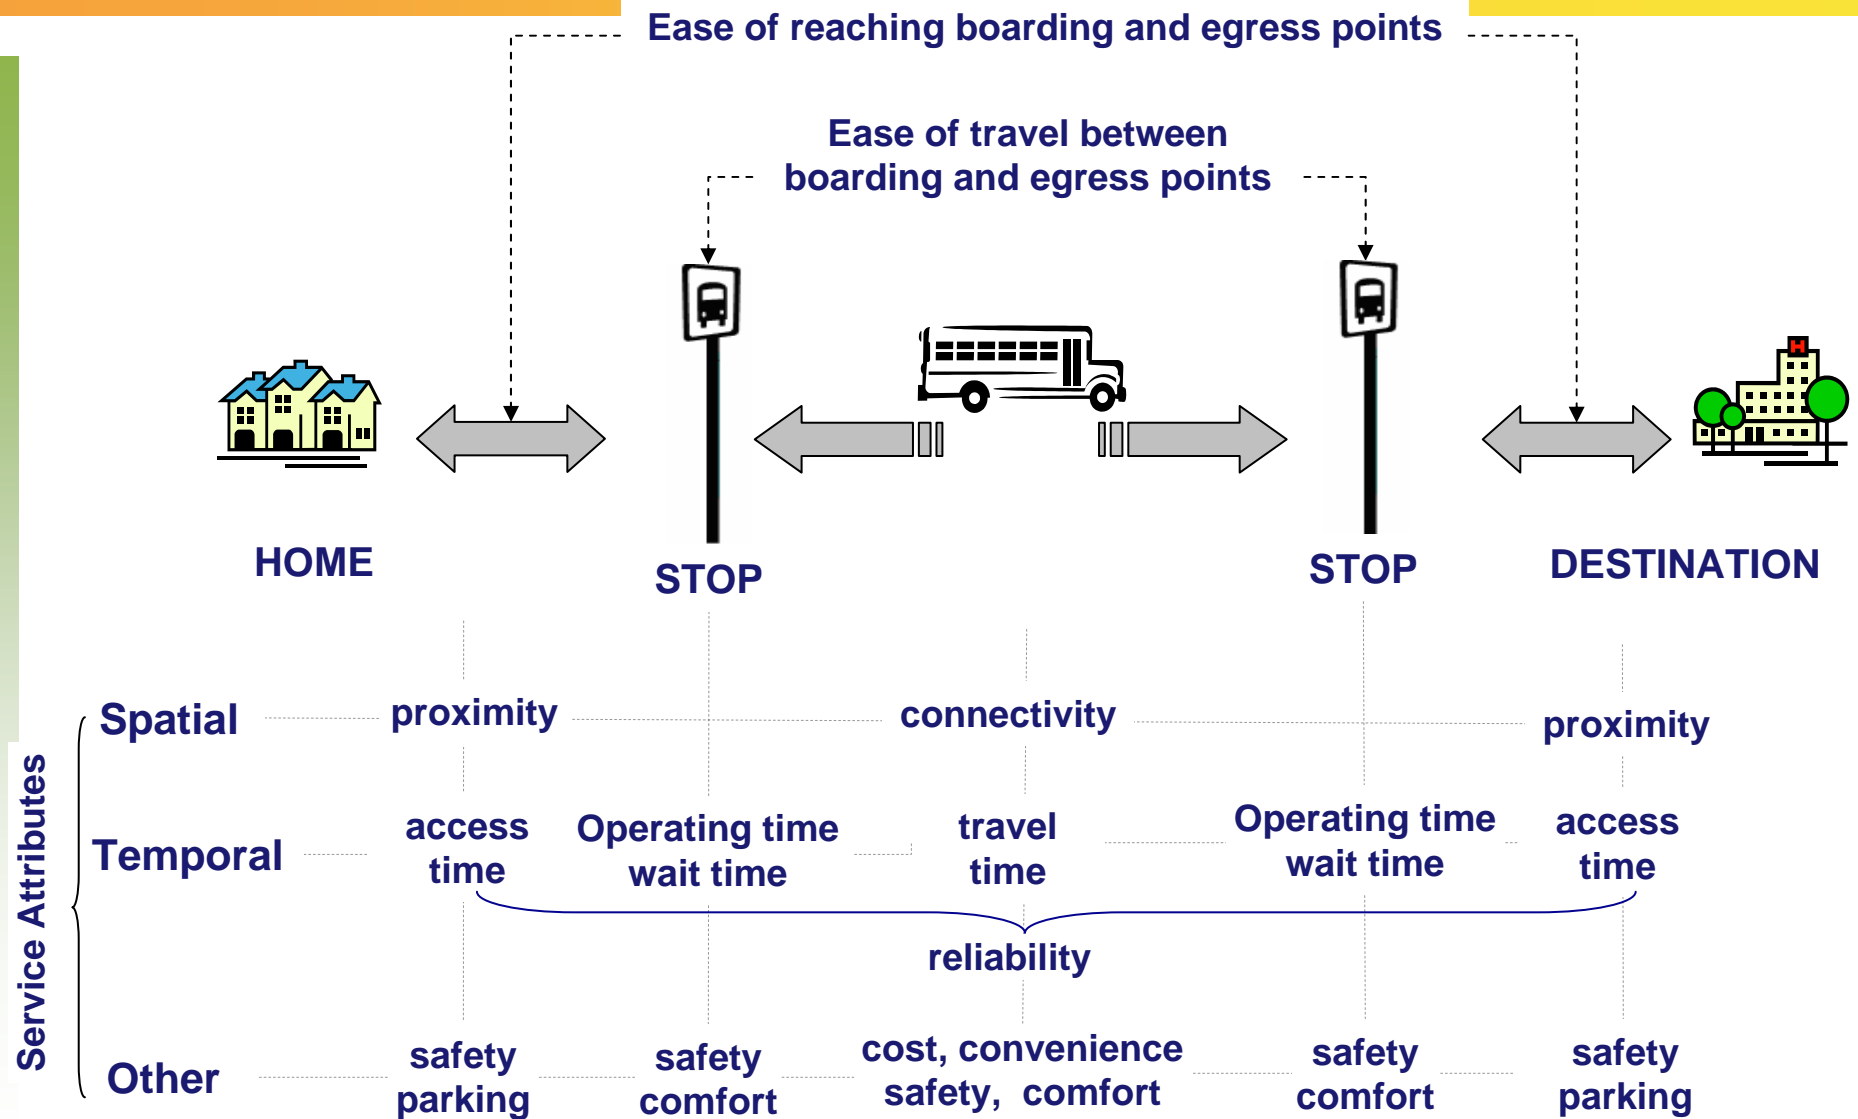 Ease of reaching boarding and egress points
Ease of travel between
boarding and egress points
H
HOME
STOP
STOP
DESTINATION
Service Attributes
Spatial
proximity
connectivity
proximity
Temporal
access
time
Operating time
wait time
travel
time
Operating time
wait time
access
time
reliability
Other
safety
parking
safety
comfort
cost, convenience
safety, comfort
safety
comfort
safety
parking